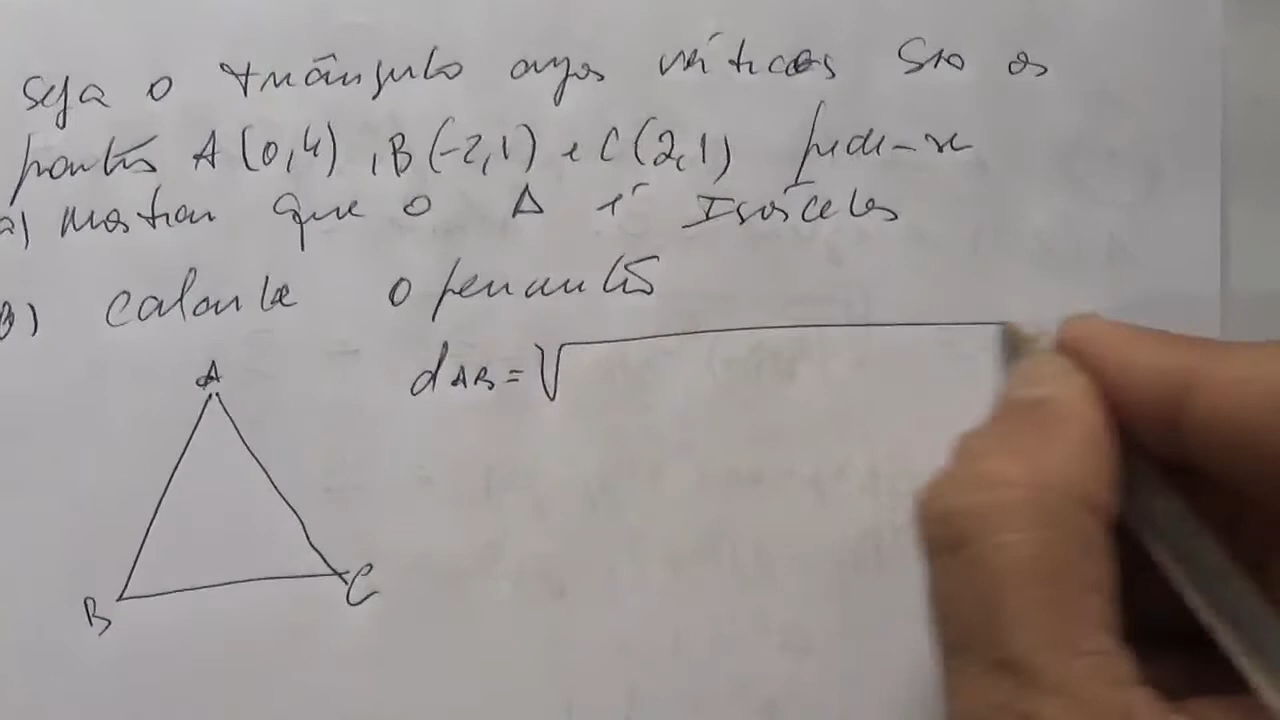 Seja o triângulo cujos vértices são os
pontos A(0,4), B(-2,1) e C(2,1) pede-se
a) mostrar que o Δ é Isósceles
B) calcule o perímetro
A
d AB = √
B
C